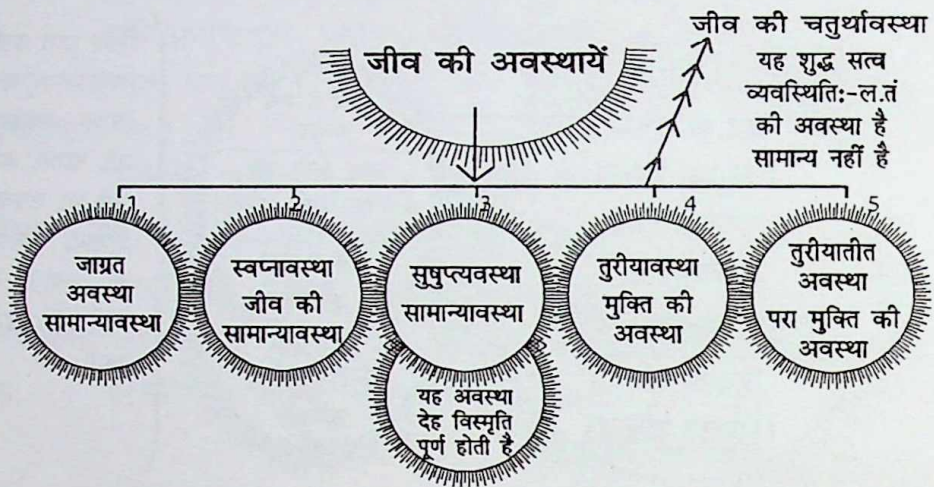 जीव की अवस्थायें
जीव की चतुर्थावस्था
यह शुद्ध सत्व
व्यवस्थिति:-ल.तं
की अवस्था है
सामान्य नहीं है
1
जाग्रत
अवस्था
सामान्यावस्था
2
स्वप्नावस्था
जीव की
सामान्यावस्था
3
सुषुप्त्यवस्था
सामान्यावस्था
यह अवस्था
देह विस्मृति
पूर्ण होती है
4
तुरीयावस्था
मुक्ति की
अवस्था
5
तुरीयातीत
अवस्था
परा मुक्ति की
अवस्था